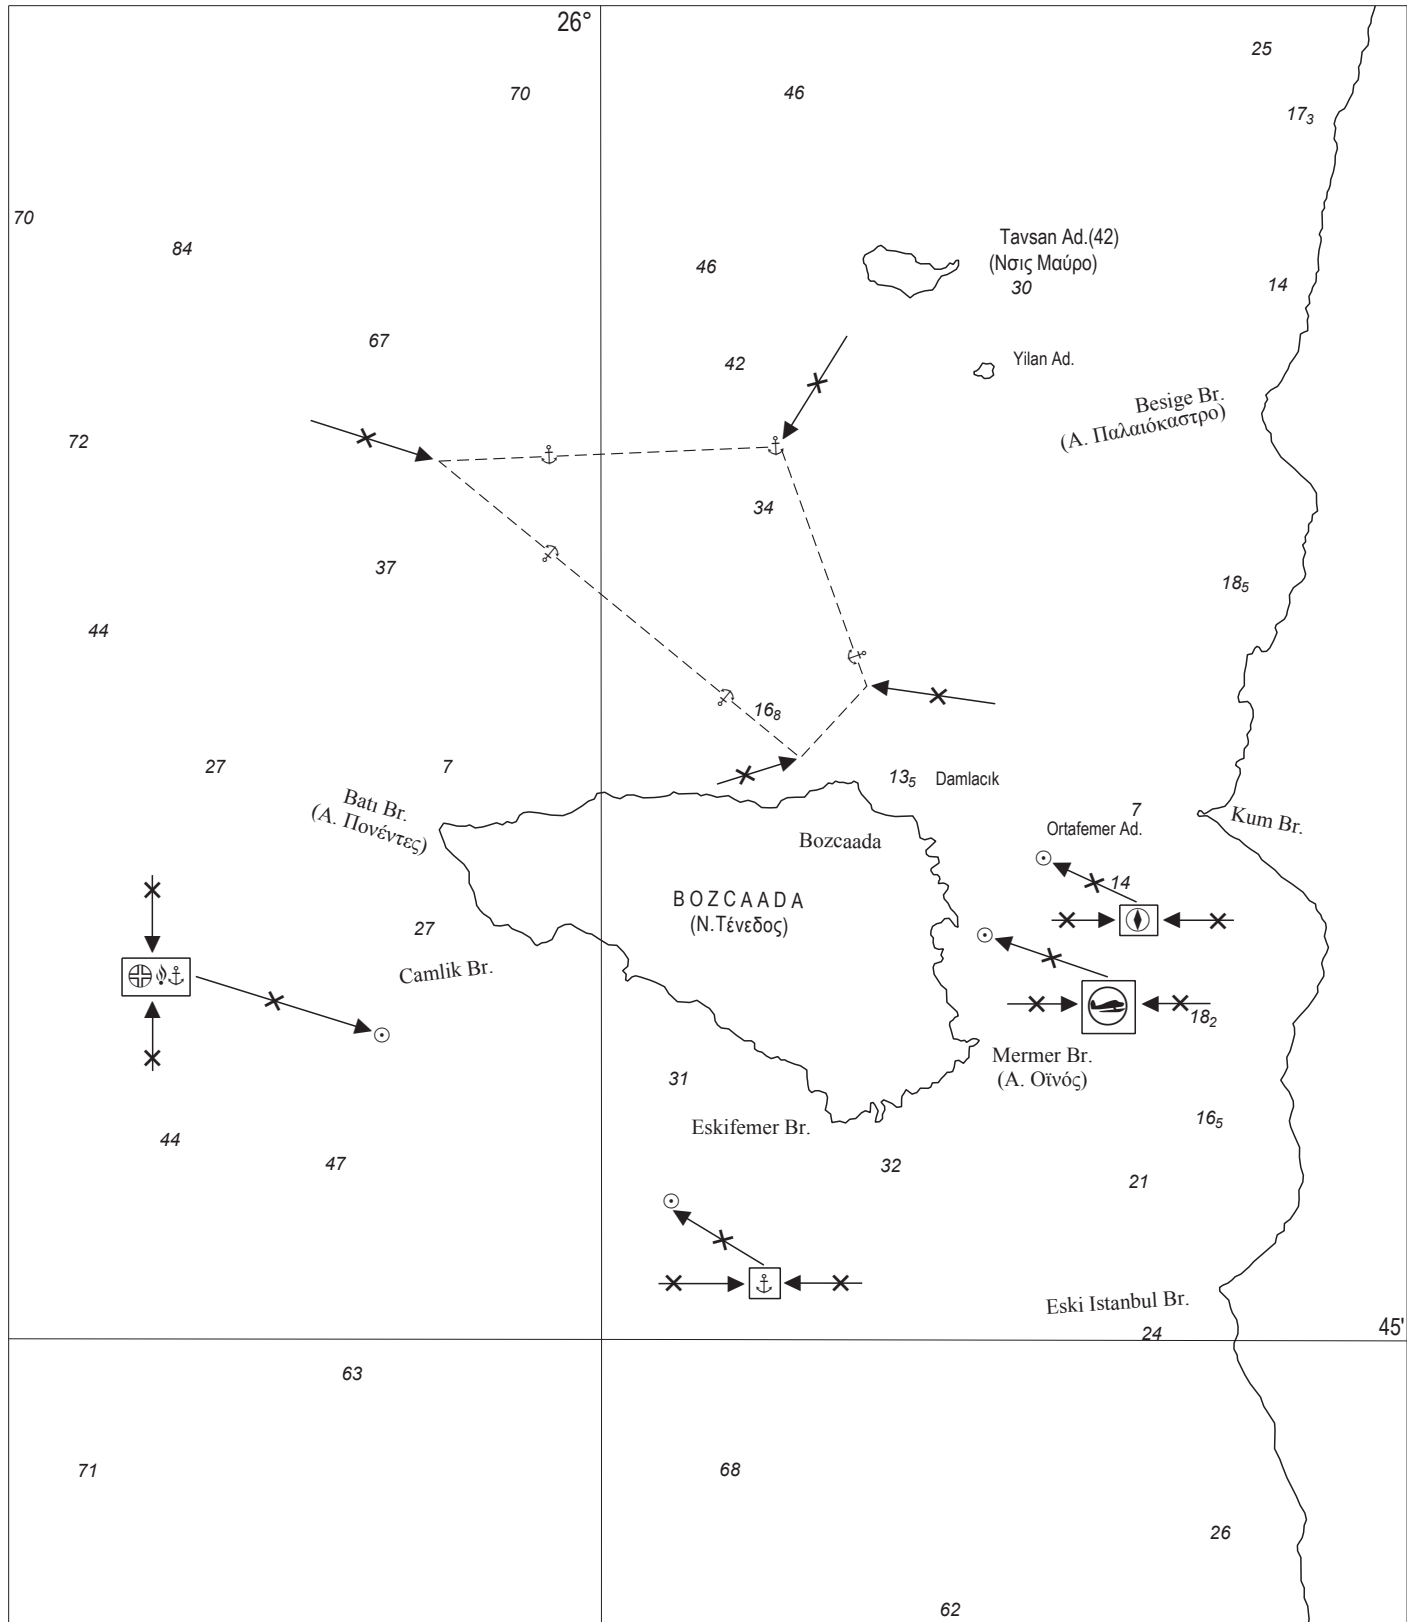 26°
25
70
46
17₃
70
84
Tavsan Ad.(42)
(Νσις Μαύρο)
46
30
14
67
42
Yilan Ad.
Besige Br.
(Α. Παλαιόκαστρο)
72
34
37
18₅
44
16₈
27
7
13₅
Damlacık
Batı Br.
(Α. Πονέντες)
7
Kum Br.
Ortafemer Ad.
Bozcaada
14
BOZCAADA
(Ν.Τένεδος)
27
Camlik Br.
18₂
Mermer Br.
(Α. Οϊνός)
31
16₅
Eskifemer Br.
44
47
32
21
Eski Istanbul Br.
24
45'
63
71
68
26
62